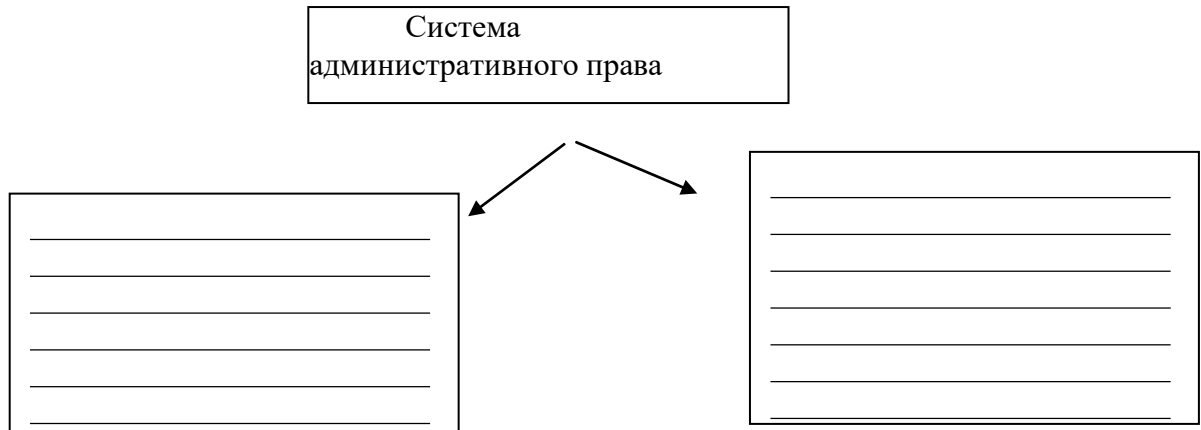 Система
административного права